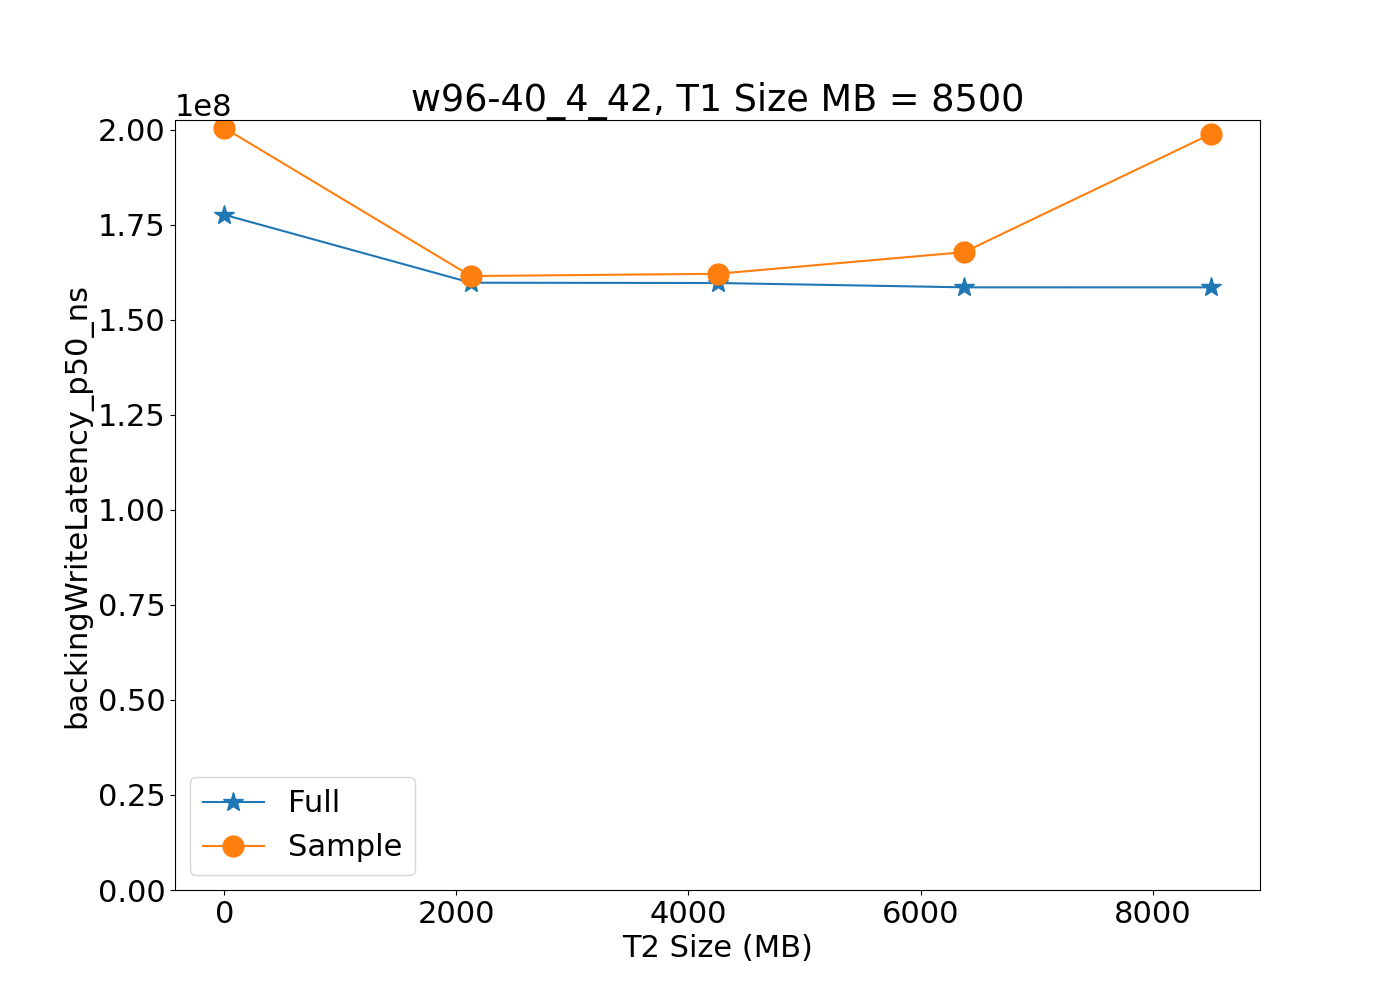 w96-40_4_42, T1 Size MB = 8500
1e8
2.00
1.75
1.50
1.25
1.00
0.75
0.50
0.25
0.00
backingWriteLatency_p50_ns
Full
Sample
0 2000 4000 6000 8000
T2 Size (MB)